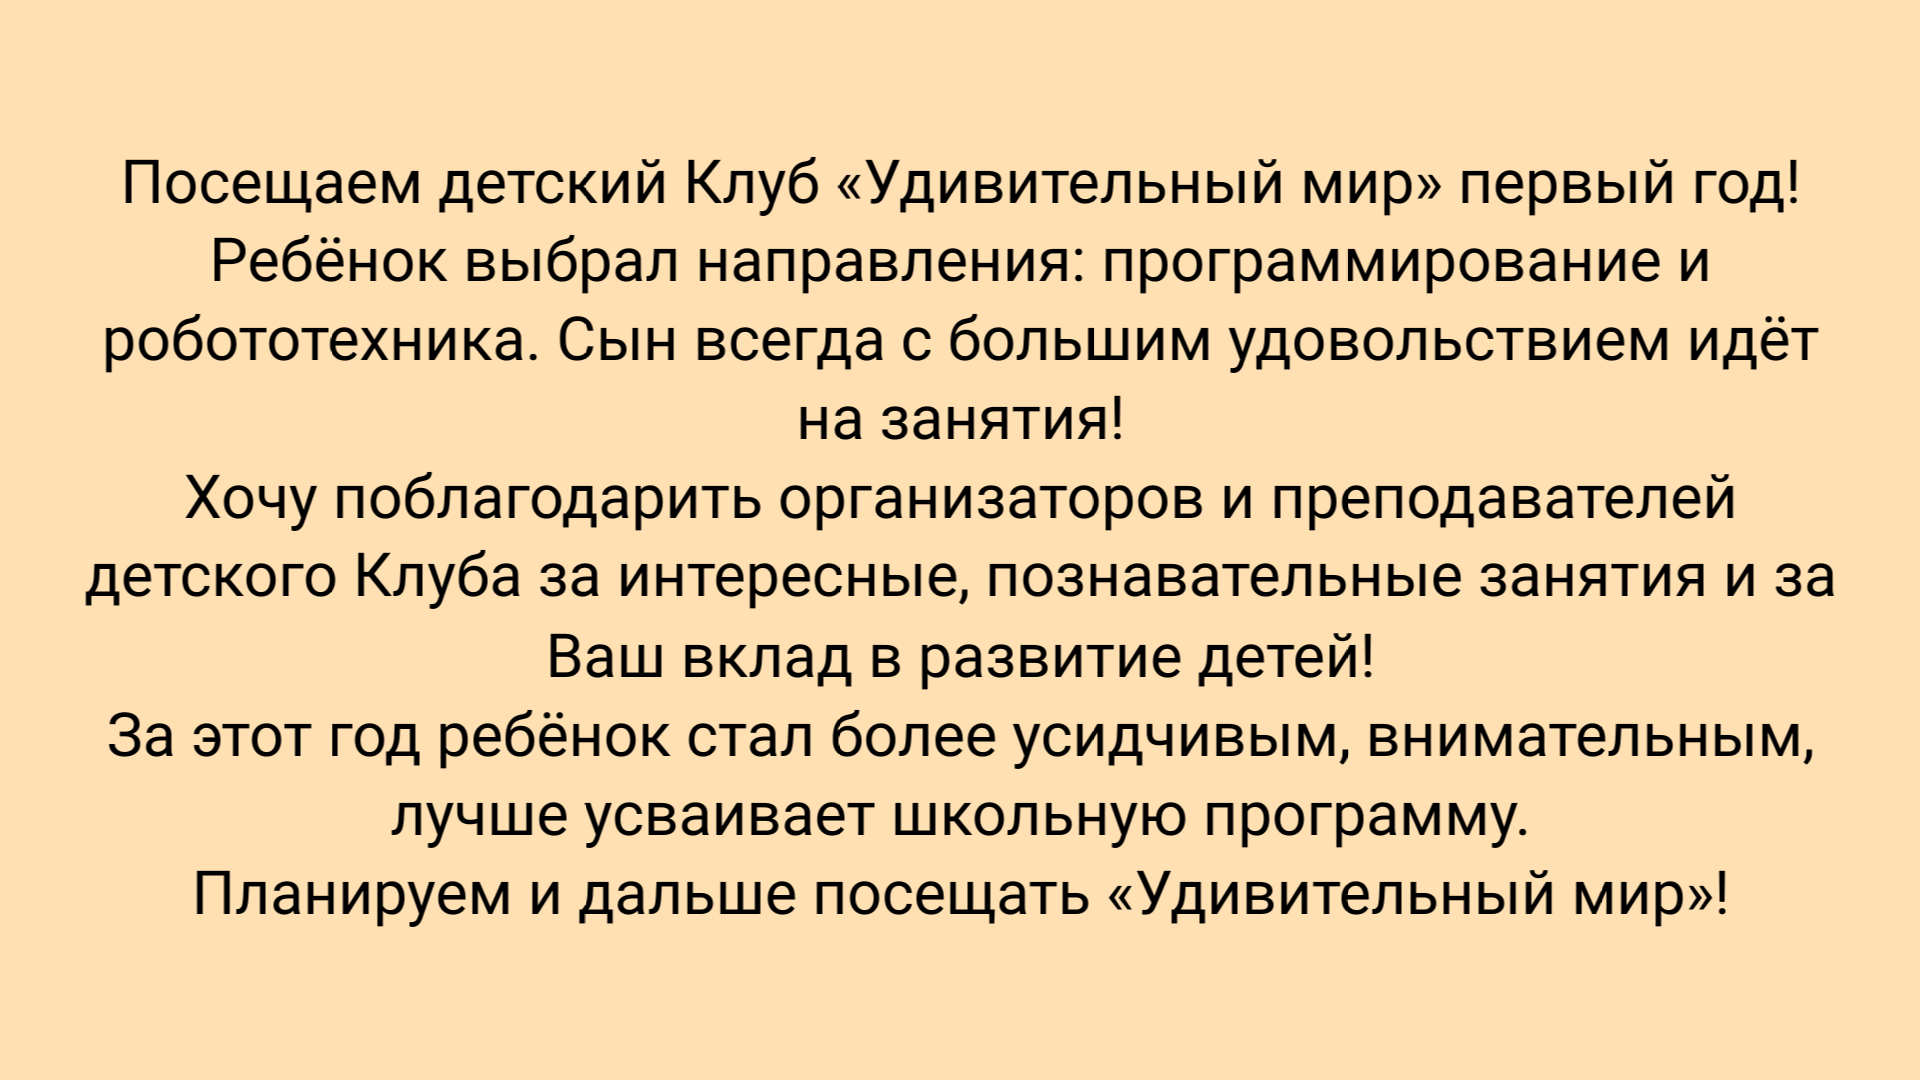 Посещаем детский Клуб «Удивительный мир» первый год!
Ребёнок выбрал направления: программирование и
робототехника. Сын всегда с большим удовольствием идёт
на занятия!
Хочу поблагодарить организаторов и преподавателей
детского Клуба за интересные, познавательные занятия и за
Ваш вклад в развитие детей!
За этот год ребёнок стал более усидчивым, внимательным,
лучше усваивает школьную программу.
Планируем и дальше посещать «Удивительный мир»!